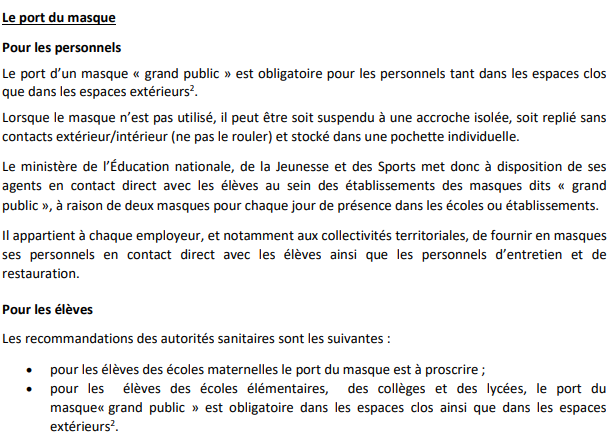 Le port du masque
Pour les personnels
Le port d’un masque « grand public » est obligatoire pour les personnels tant dans les espaces clos
que dans les espaces extérieurs².
Lorsque le masque n’est pas utilisé, il peut être soit suspendu à une accroche isolée, soit replié sans
contacts extérieur/intérieur (ne pas le rouler) et stocké dans une pochette individuelle.
Le ministère de l’Éducation nationale, de la Jeunesse et des Sports met donc à disposition de ses
agents en contact direct avec les élèves au sein des établissements des masques dits « grand
public », à raison de deux masques pour chaque jour de présence dans les écoles ou établissements.
Il appartient à chaque employeur, et notamment aux collectivités territoriales, de fournir en masques
ses personnels en contact direct avec les élèves ainsi que les personnels d’entretien et de
restauration.
Pour les élèves
Les recommandations des autorités sanitaires sont les suivantes :
• pour les élèves des écoles maternelles le port du masque est à proscrire ;
• pour les élèves des écoles élémentaires, des collèges et des lycées, le port du
masque« grand public » est obligatoire dans les espaces clos ainsi que dans les espaces
extérieurs².